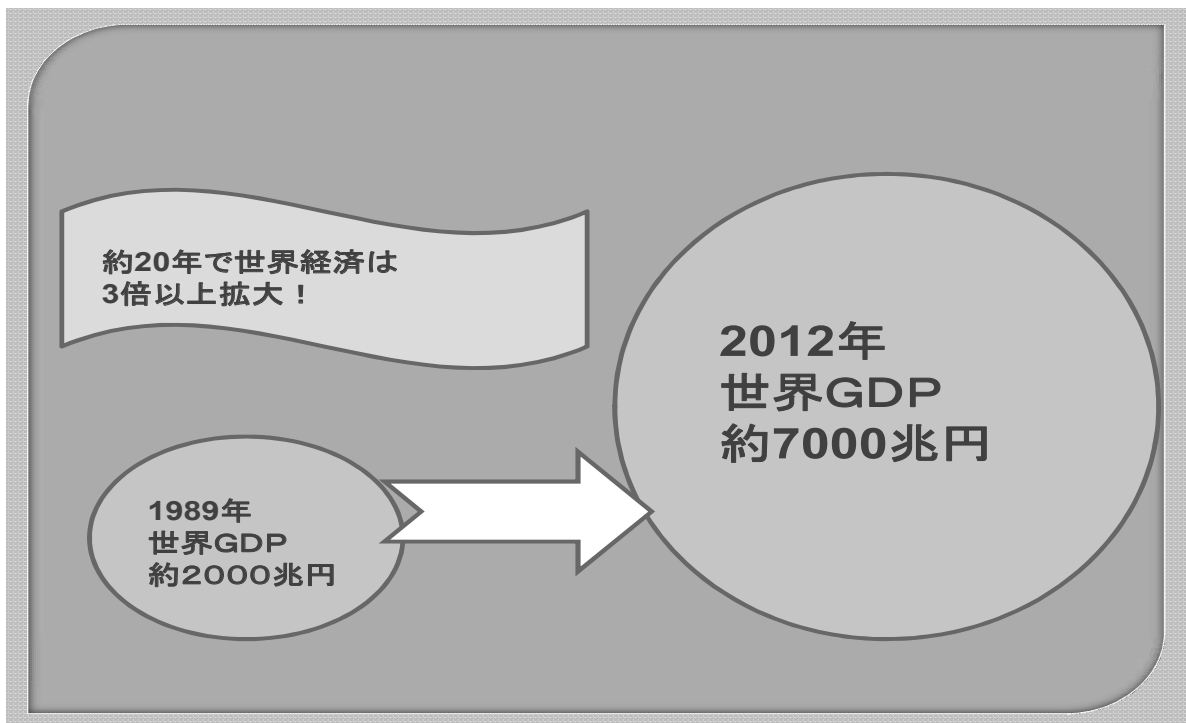 約20年で世界経済は
3倍以上拡大！
1989年
世界GDP
約2000兆円
2012年
世界GDP
約7000兆円